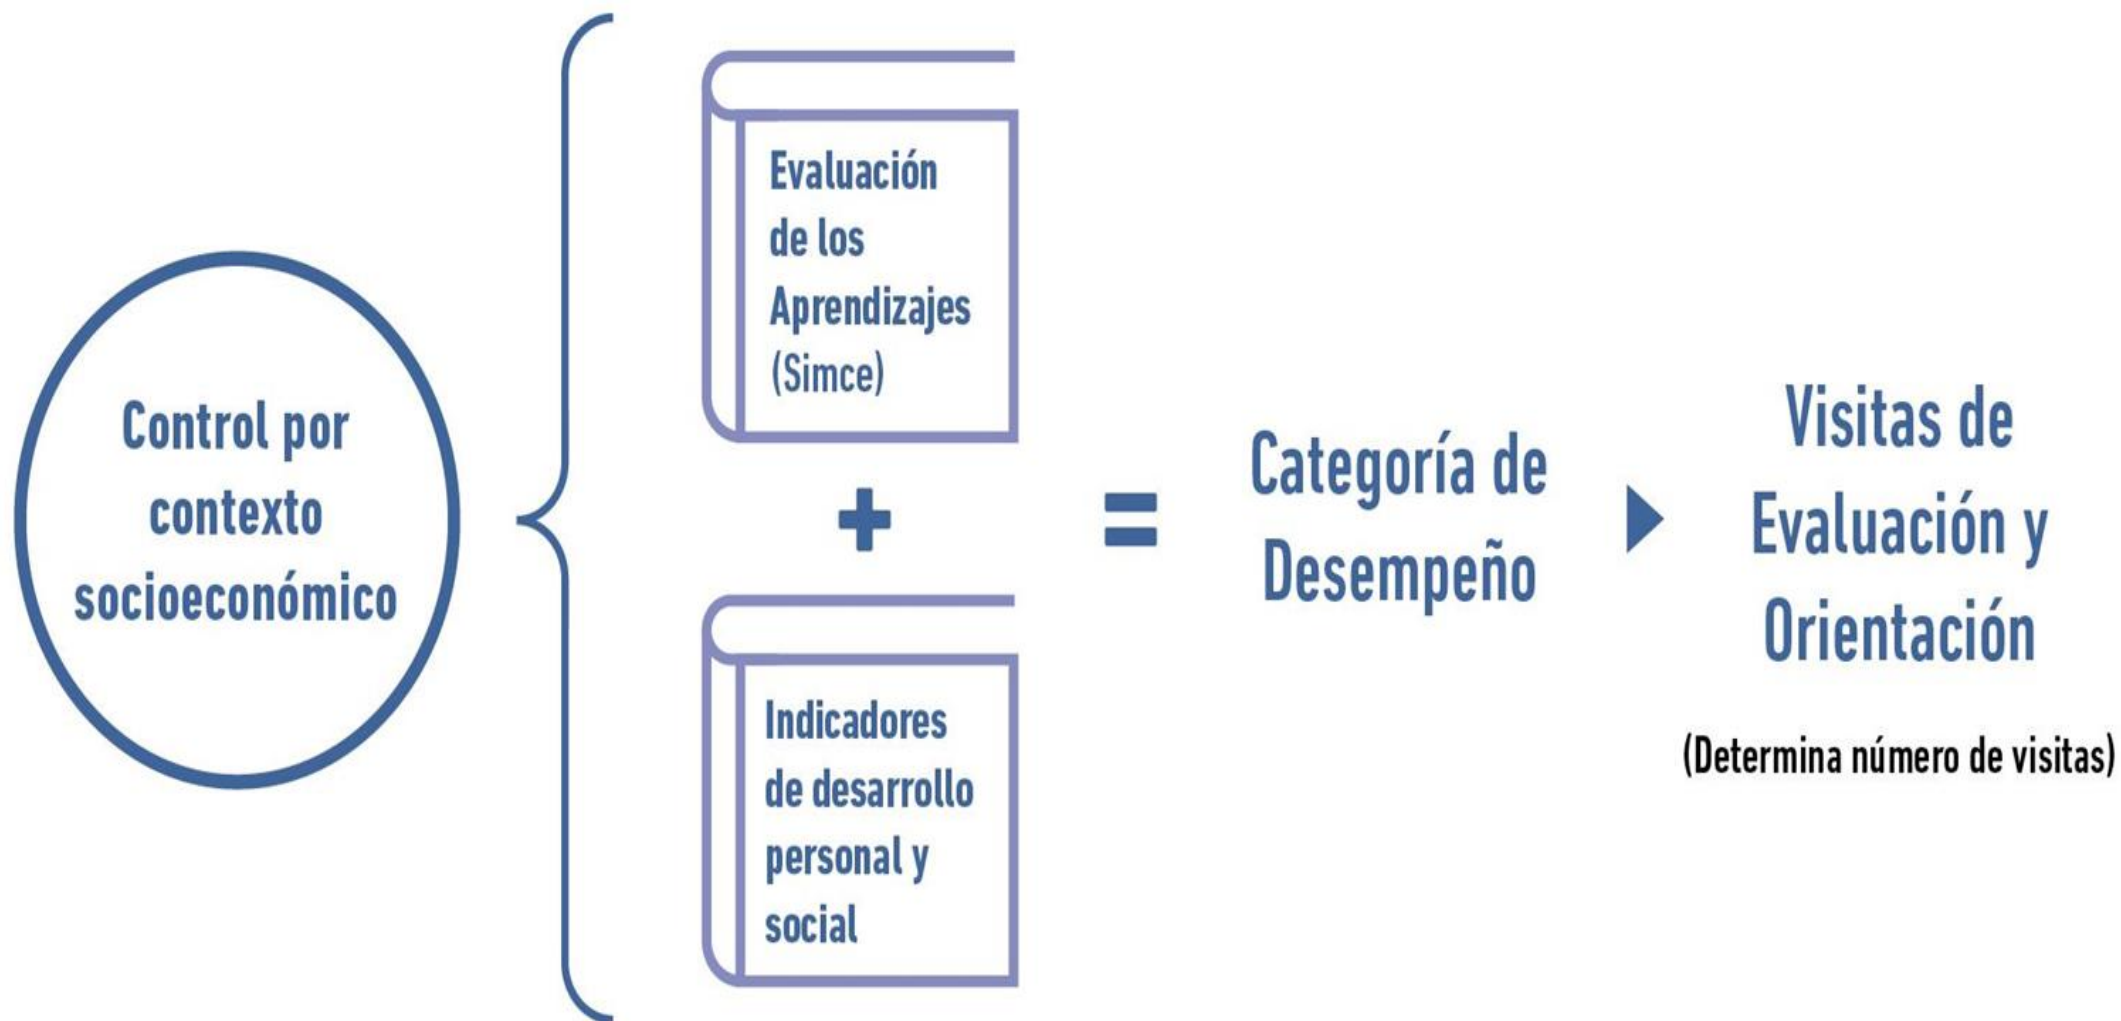 Control por
contexto
socioeconómico
Evaluación
de los
Aprendizajes
(Simce)
+
Indicadores
de desarrollo
personal y
social
=
Categoría de
Desempeño
Visitas de
Evaluación y
Orientación
(Determina número de visitas)